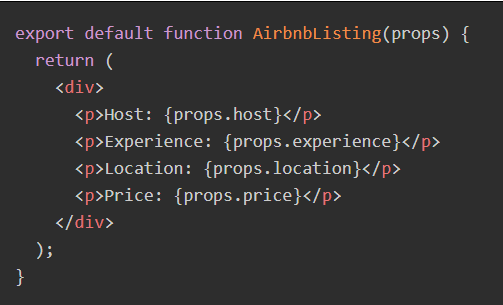 export default function AirbnbListing(props) {
  return (
    <div>
      <p>Host: {props.host}</p>
      <p>Experience: {props.experience}</p>
      <p>Location: {props.location}</p>
      <p>Price: {props.price}</p>
    </div>
  );
}